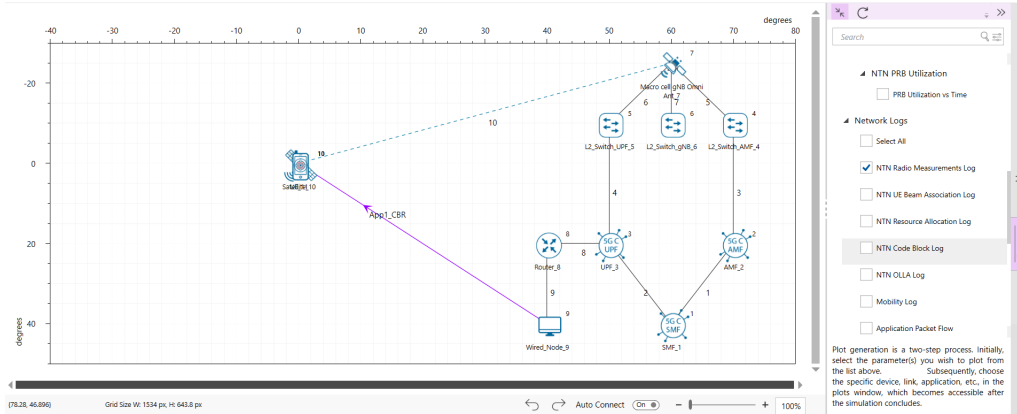 degrees
-40 -30 -20 -10 0 10 20 30 40 50 60 70 80
-20
0
20
40
degrees
7
Macro cell gNB Omni
Ant_7
6 7 5
5 6 4
L2_Switch_UPF_5 L2_Switch_gNB_6 L2_Switch_AMF_4
10
10
App1_CBR
4 3
8 3 2
5G C
UPF
5G C
AMF
8
Router_8 UPF_3 AMF_2
9 2 1
9 1
5G C
SMF
Wired_Node_9 SMF_1
(78.28, 46.896) Grid Size W: 1534 px, H: 643.8 px Auto Connect On 100%
Search
NTN PRB Utilization
PRB Utilization vs Time
Network Logs
Select All
NTN Radio Measurements Log
NTN UE Beam Association Log
NTN Resource Allocation Log
NTN Code Block Log
NTN OLLA Log
Mobility Log
Application Packet Flow
Plot generation is a two-step process. Initially,
select the parameter(s) you wish to plot from
the list above. Subsequently, choose
the specific device, link, application, etc., in the
plots window, which becomes accessible after
the simulation concludes.